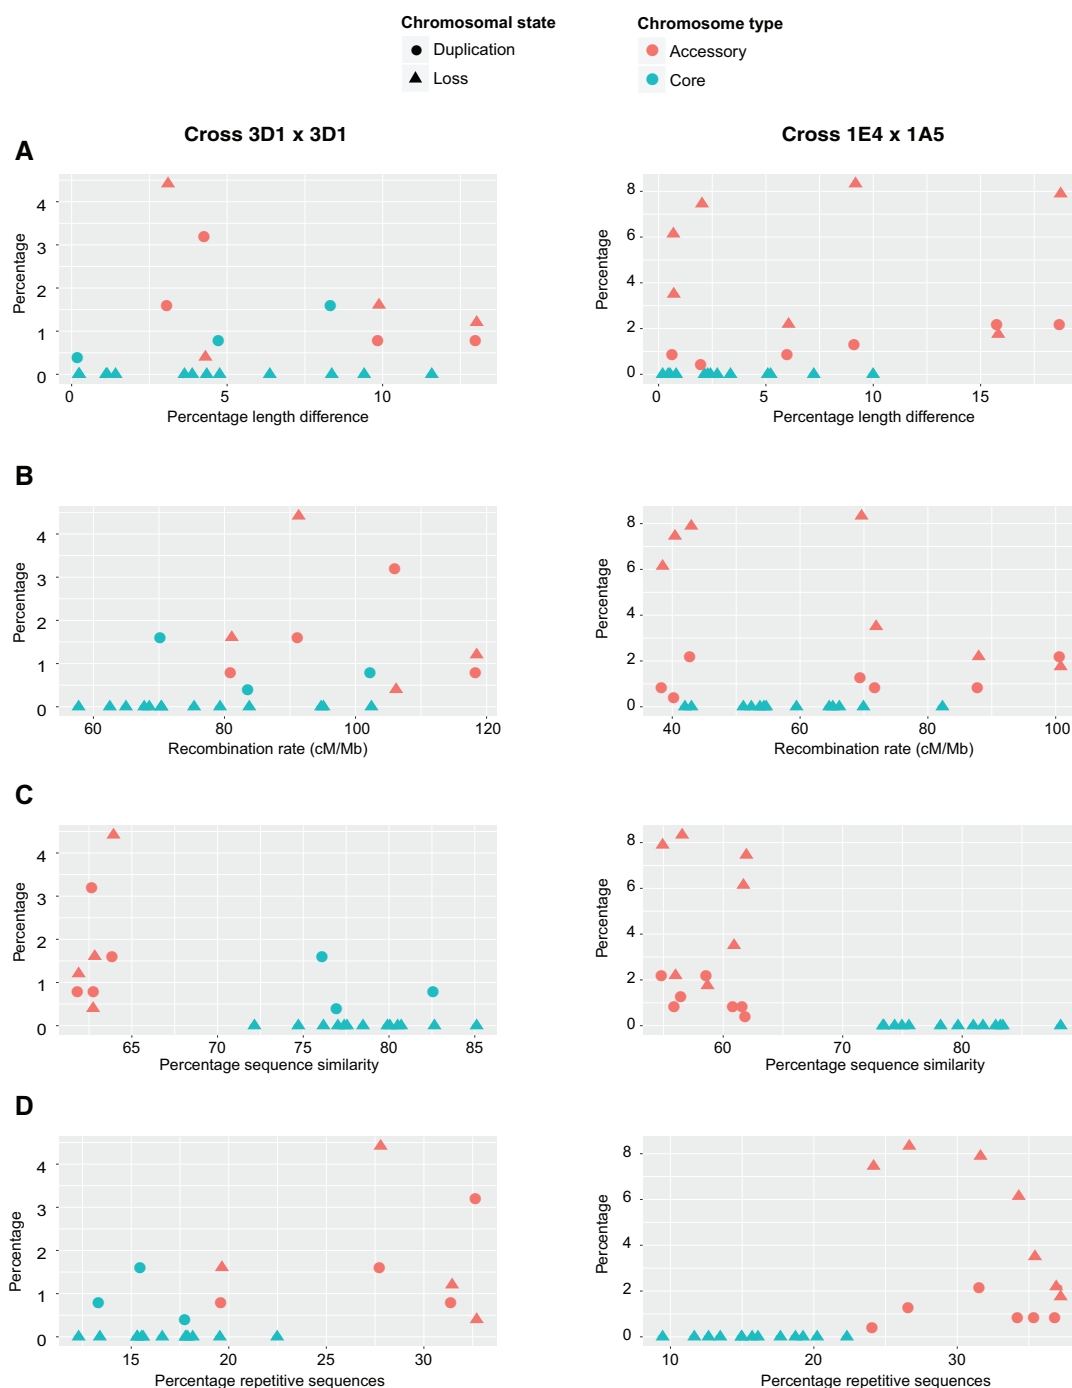 Chromosomal state
Duplication
Loss
Chromosome type
Accessory
Core
Cross 3D1 x 3D1
Cross 1E4 x 1A5
A
Percentage
4
3
2
1
0
0 5 10
Percentage length difference
Percentage
8
6
4
2
0
0 5 10 15
Percentage length difference
B
Percentage
4
3
2
1
0
60 80 100 120
Recombination rate (cM/Mb)
Percentage
8
6
4
2
0
40 60 80 100
Recombination rate (cM/Mb)
C
Percentage
4
3
2
1
0
65 70 75 80 85
Percentage sequence similarity
Percentage
8
6
4
2
0
60 70 80
Percentage sequence similarity
D
Percentage
4
3
2
1
0
15 20 25 30
Percentage repetitive sequences
Percentage
8
6
4
2
0
10 20 30
Percentage repetitive sequences